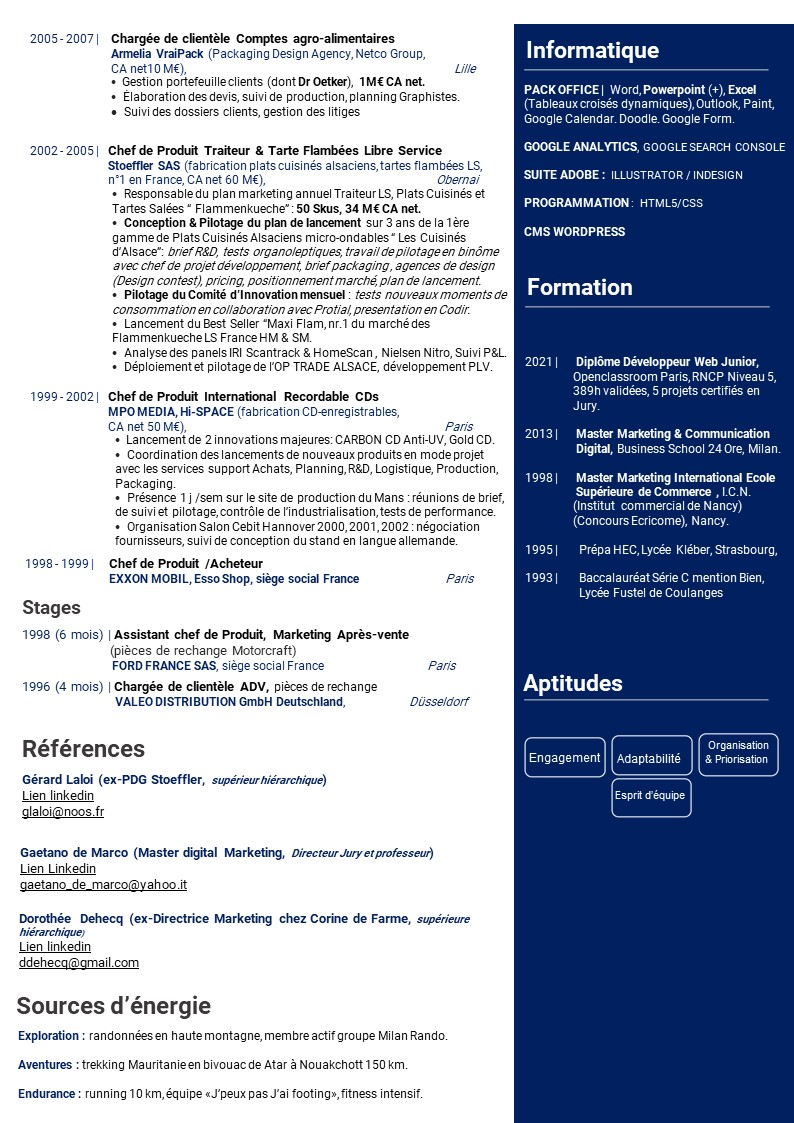 2005 - 2007 | Chargée de clientèle Comptes agro-alimentaires
Armelia VraiPack (Packaging Design Agency, Netco Group,
CA net10 M€), Lille
• Gestion portefeuille clients (dont Dr Oetker), 1M€ CA net.
• Élaboration des devis, suivi de production, planning Graphistes.
• Suivi des dossiers clients, gestion des litiges
2002 - 2005 | Chef de Produit Traiteur & Tarte Flambées Libre Service
Stoeffler SAS (fabrication plats cuisinés alsaciens, tartes flambées LS,
n°1 en France, CA net 60 M€), Obernai
• Responsable du plan marketing annuel Traiteur LS, Plats Cuisinés et
Tartes Salées “ Flammenkueche” : 50 Skus, 34 M€ CA net.
• Conception & Pilotage du plan de lancement sur 3 ans de la 1ère
gamme de Plats Cuisinés Alsaciens micro-ondables “ Les Cuisinés
d’Alsace”: brief R&D, tests organoleptiques, travail de pilotage en binôme
avec chef de projet développement, brief packaging , agences de design
(Design contest), pricing, positionnement marché, plan de lancement.
• Pilotage du Comité d’Innovation mensuel : tests nouveaux moments de
consommation en collaboration avec Protial, presentation en Codir.
• Lancement du Best Seller “Maxi Flam, nr.1 du marché des
Flammenkueche LS France HM & SM.
• Analyse des panels IRI Scantrack & HomeScan , Nielsen Nitro, Suivi P&L.
• Déploiement et pilotage de l’OP TRADE ALSACE, développement PLV.
1999 - 2002 | Chef de Produit International Recordable CDs
MPO MEDIA, Hi-SPACE (fabrication CD-enregistrables,
CA net 50 M€), Paris
• Lancement de 2 innovations majeures: CARBON CD Anti-UV, Gold CD.
• Coordination des lancements de nouveaux produits en mode projet
avec les services support Achats, Planning, R&D, Logistique, Production,
Packaging.
• Présence 1 j /sem sur le site de production du Mans : réunions de brief,
de suivi et pilotage, contrôle de l’industrialisation, tests de performance.
• Organisation Salon Cebit Hannover 2000, 2001, 2002 : négociation
fournisseurs, suivi de conception du stand en langue allemande.
1998 - 1999 | Chef de Produit /Acheteur
EXXON MOBIL, Esso Shop, siège social France Paris
Stages
1998 (6 mois) | Assistant chef de Produit, Marketing Après-vente
(pièces de rechange Motorcraft)
FORD FRANCE SAS, siège social France Paris
1996 (4 mois) | Chargée de clientèle ADV, pièces de rechange
VALEO DISTRIBUTION GmbH Deutschland, Düsseldorf
Références
Gérard Laloi (ex-PDG Stoeffler, supérieur hiérarchique)
Lien linkedin
glaloi@noos.fr
Gaetano de Marco (Master digital Marketing, Directeur Jury et professeur)
Lien Linkedin
gaetano_de_marco@yahoo.it
Dorothée Dehecq (ex-Directrice Marketing chez Corine de Farme, supérieure
hiérarchique)
Lien linkedin
ddehecq@gmail.com
Sources d’énergie
Exploration : randonnées en haute montagne, membre actif groupe Milan Rando.
Aventures : trekking Mauritanie en bivouac de Atar à Nouakchott 150 km.
Endurance : running 10 km, équipe «J’peux pas J’ai footing», fitness intensif.
Informatique
PACK OFFICE | Word, Powerpoint (+), Excel
(Tableaux croisés dynamiques), Outlook, Paint,
Google Calendar. Doodle. Google Form.
GOOGLE ANALYTICS, GOOGLE SEARCH CONSOLE
SUITE ADOBE : ILLUSTRATOR / INDESIGN
PROGRAMMATION : HTML5/CSS
CMS WORDPRESS
Formation
2021 | Diplôme Développeur Web Junior,
Openclassroom Paris, RNCP Niveau 5,
389h validées, 5 projets certifiés en
Jury.
2013 | Master Marketing & Communication
Digital, Business School 24 Ore, Milan.
1998 | Master Marketing International Ecole
Supérieure de Commerce , I.C.N.
(Institut commercial de Nancy)
(Concours Ecricome), Nancy.
1995 | Prépa HEC, Lycée Kléber, Strasbourg,
1993 | Baccalauréat Série C mention Bien,
Lycée Fustel de Coulanges
Aptitudes
Engagement
Adaptabilité
Organisation
& Priorisation
Esprit d'équipe